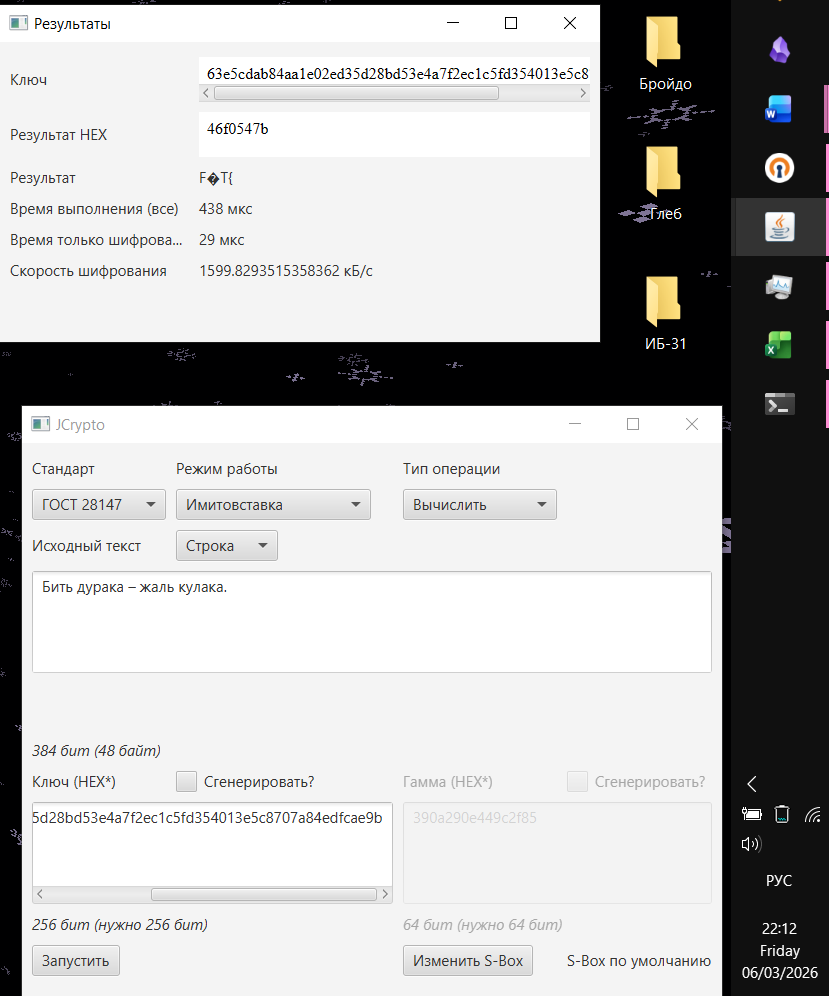 Результаты
Ключ
63e5cdab84aa1e02ed35d28bd53e4a7f2ec1c5fd354013e5c8
Результат HEX
46f0547b
Результат
F�T{
Время выполнения (все)
438 мкс
Время только шифрова...
29 мкс
Скорость шифрования
1599.8293515358362 кБ/с
Бройдо
Глеб
ИБ-31
JCrypto
Стандарт
Режим работы
Тип операции
ГОСТ 28147
Имитовставка
Вычислить
Исходный текст
Строка
Бить дурака – жаль кулака.
384 бит (48 байт)
Ключ (HEX*)
Сгенерировать?
Гамма (HEX*)
Сгенерировать?
5d28bd53e4a7f2ec1c5fd354013e5c8707a84edfcae9b
390a290e449c2f85
256 бит (нужно 256 бит)
64 бит (нужно 64 бит)
Запустить
Изменить S-Box
S-Box по умолчанию
РУС
22:12
Friday
06/03/2026